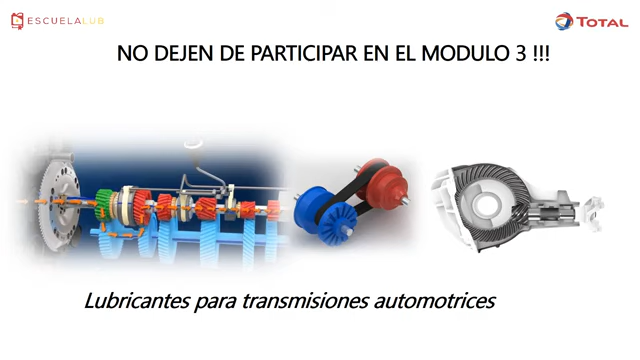 ESCUELALUB
TOTAL
NO DEJEN DE PARTICIPAR EN EL MODULO 3 !!!
Lubricantes para transmisiones automotrices